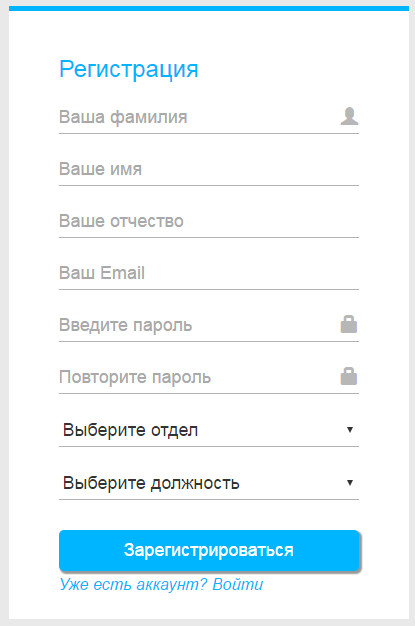 Регистрация
Ваша фамилия
Ваше имя
Ваше отчество
Ваш Email
Введите пароль
Повторите пароль
Выберите отдел
Выберите должность
Зарегистрироваться
Уже есть аккаунт? Войти